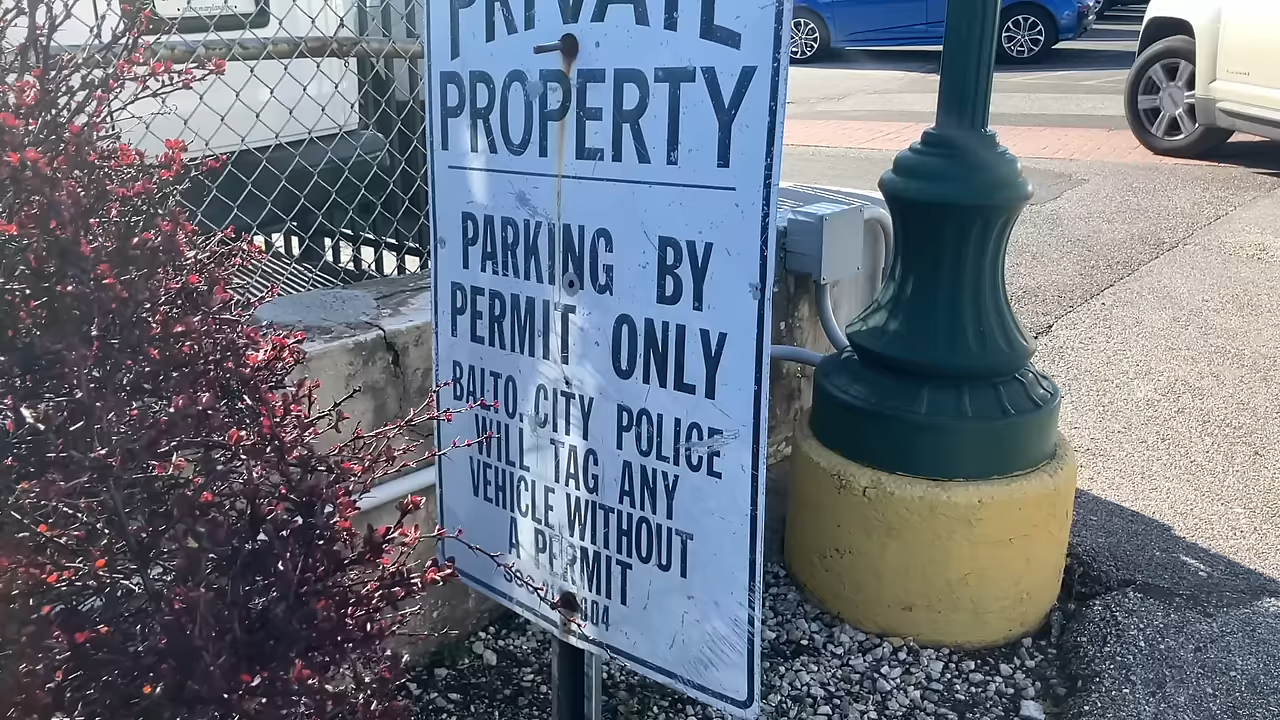 PRIVATE
PROPERTY
PARKING BY
PERMIT ONLY
BALTO. CITY POLICE
WILL TAG ANY
VEHICLE WITHOUT
A PERMIT